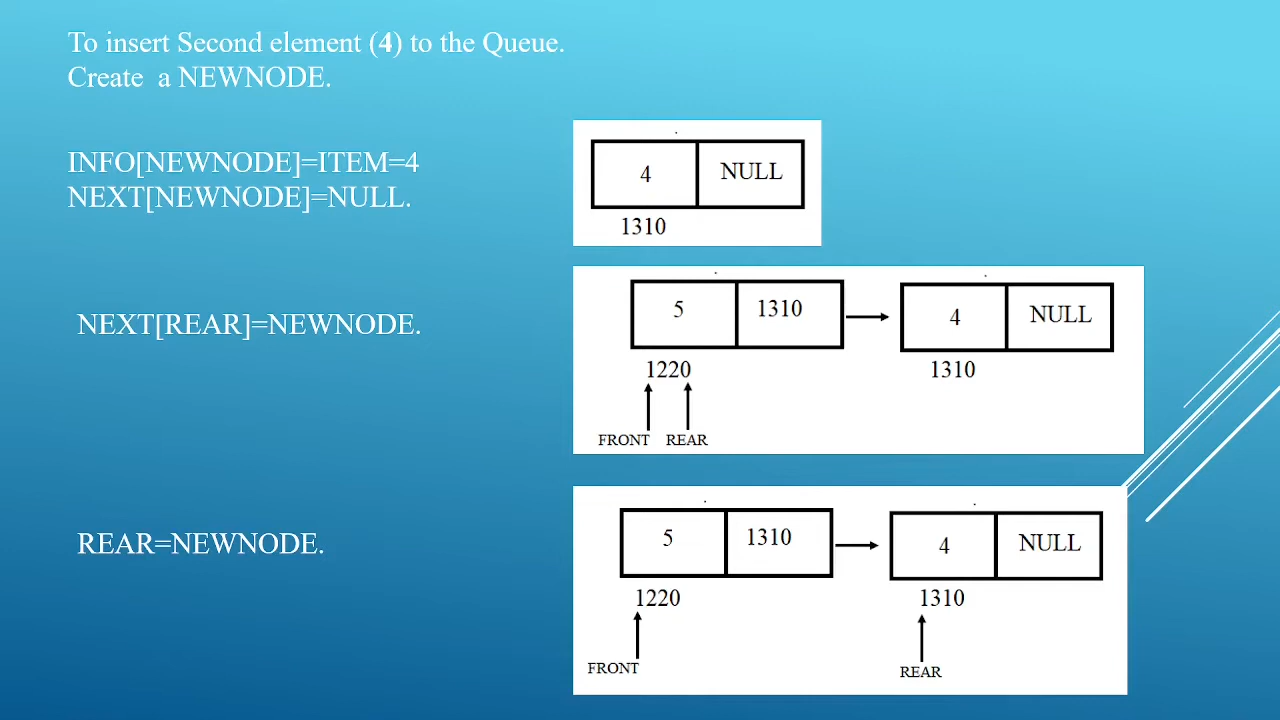 To insert Second element (4) to the Queue.
Create a NEWNODE.
INFO[NEWNODE]=ITEM=4
NEXT[NEWNODE]=NULL.
4 NULL
1310
NEXT[REAR]=NEWNODE.
5 1310 4 NULL
1220 1310
FRONT REAR
REAR=NEWNODE.
5 1310 4 NULL
1220 1310
FRONT REAR